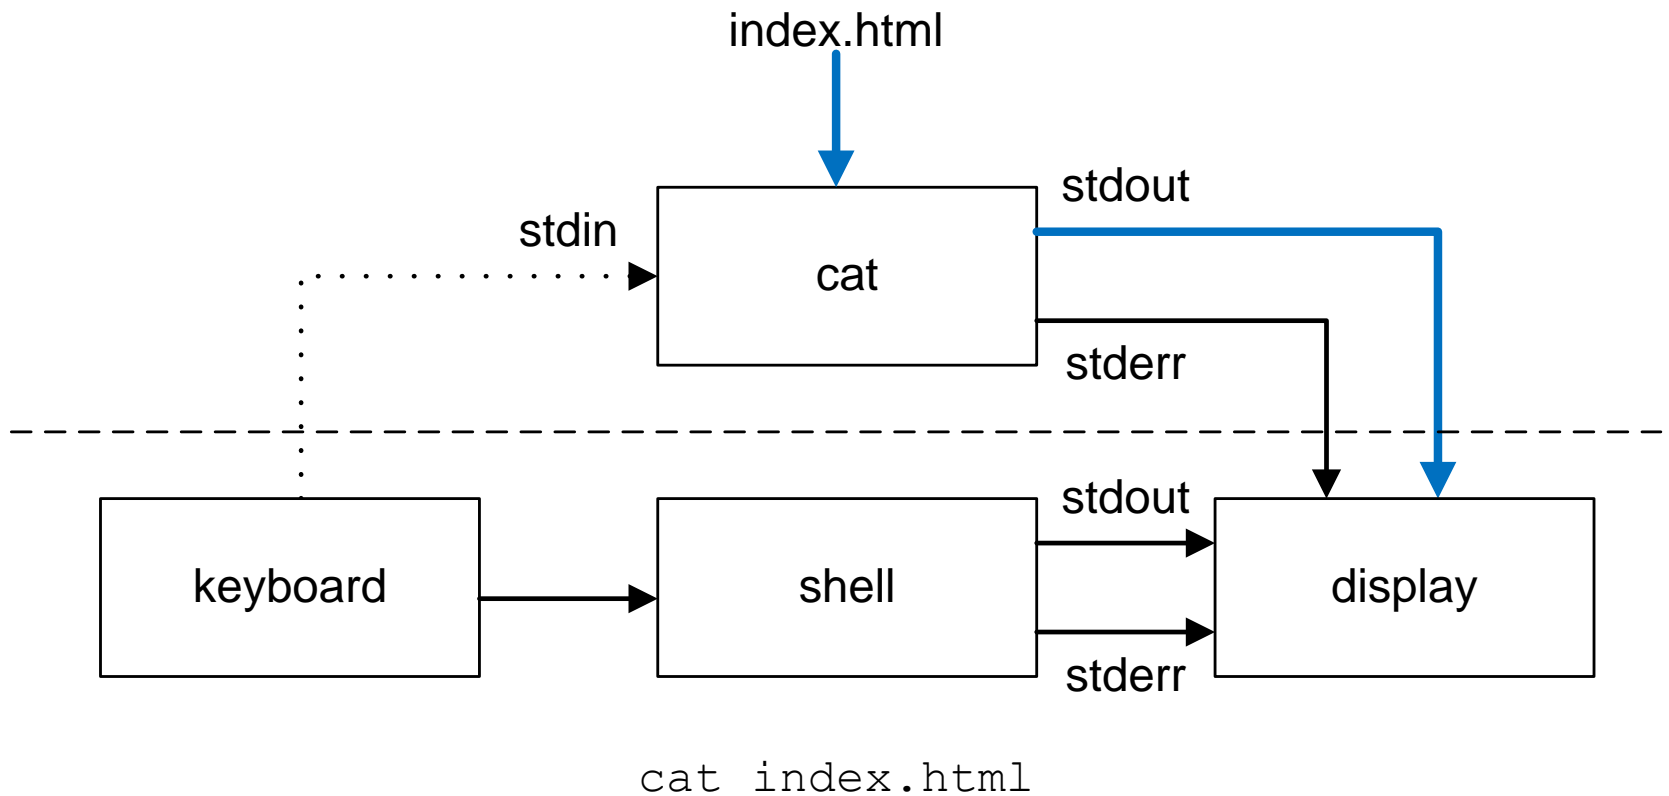 index.html
stdout
stdin
cat
stderr
stdout
keyboard
shell
display
stderr
cat index.html